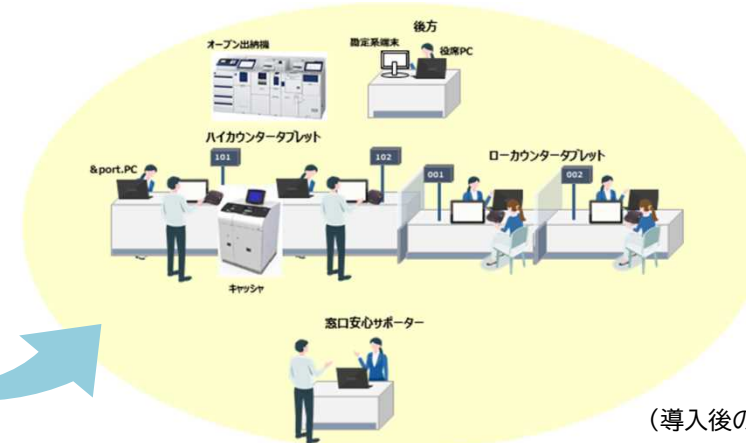 後方
オープン出納機
勘定系端末
役席PC
ハイカウンタータブレット
101
102
ローカウンタータブレット
&port.PC
001
002
キャッシャ
窓口安心サポーター
（導入後の